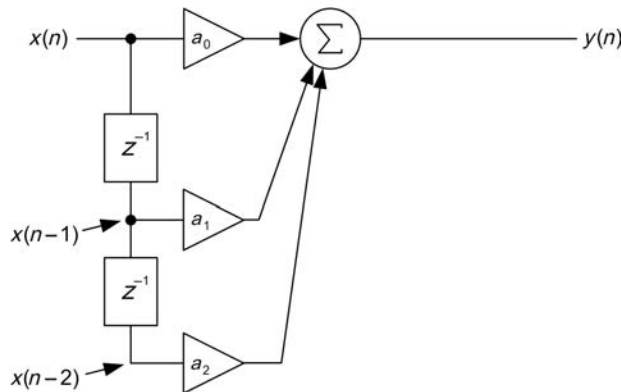 x(n)
a₀
Σ
y(n)
z⁻¹
x(n−1)
a₁
z⁻¹
x(n−2)
a₂